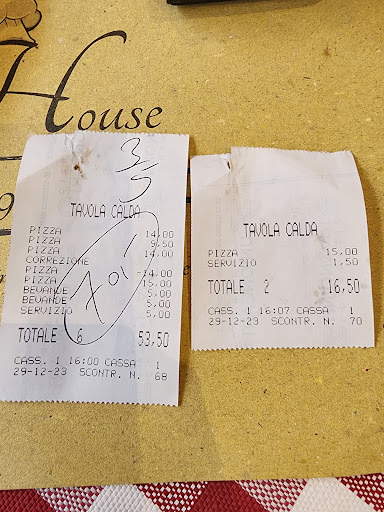 House
TAVOLA CALDA
PIZZA 14,00
PIZZA 9,50
PIZZA 14,00
CORREZIONE
PIZZA -14,00
PIZZA 15,00
BEVANDE 5,00
BEVANDE 5,00
SERVIZIO 5,00
TOTALE 6 53,50
CASS. 1 16:00 CASSA 1
29-12-23 SCONTR. N. 68
TAVOLA CALDA
PIZZA 15,00
SERVIZIO 1,50
TOTALE 2 16,50
CASS. 1 16:07 CASSA 1
29-12-23 SCONTR. N. 70